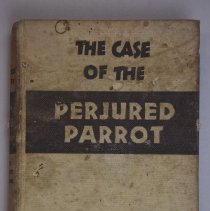 THE CASE
OF THE
PERJURED
PARROT